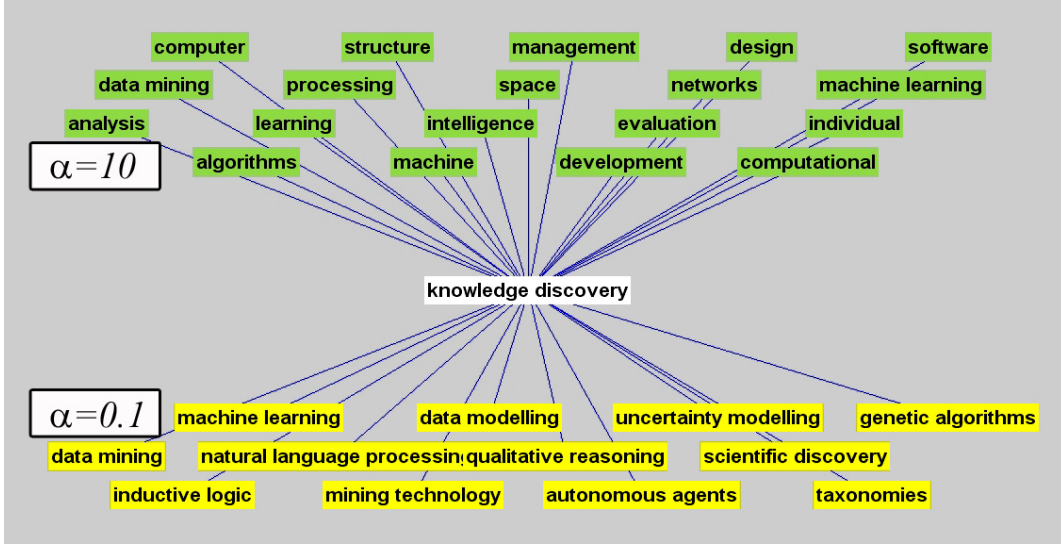 computer structure management design software
data mining processing space networks machine learning
analysis learning intelligence evaluation individual
α=10 algorithms machine development computational
knowledge discovery
α=0.1 machine learning data modelling uncertainty modelling genetic algorithms
data mining natural language processing qualitative reasoning scientific discovery
inductive logic mining technology autonomous agents taxonomies